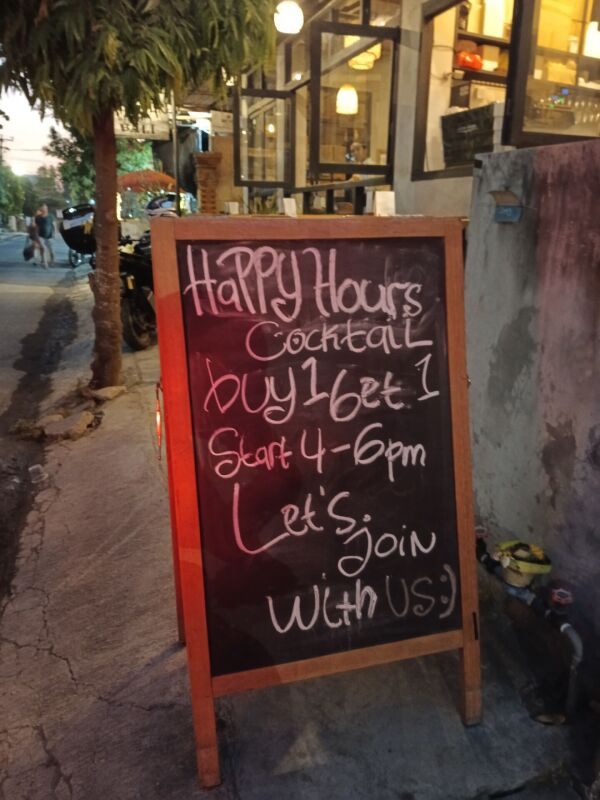 Happy Hours
Cocktail
buy 1 Get 1
Start 4-6pm
Let's.
join
With US :)